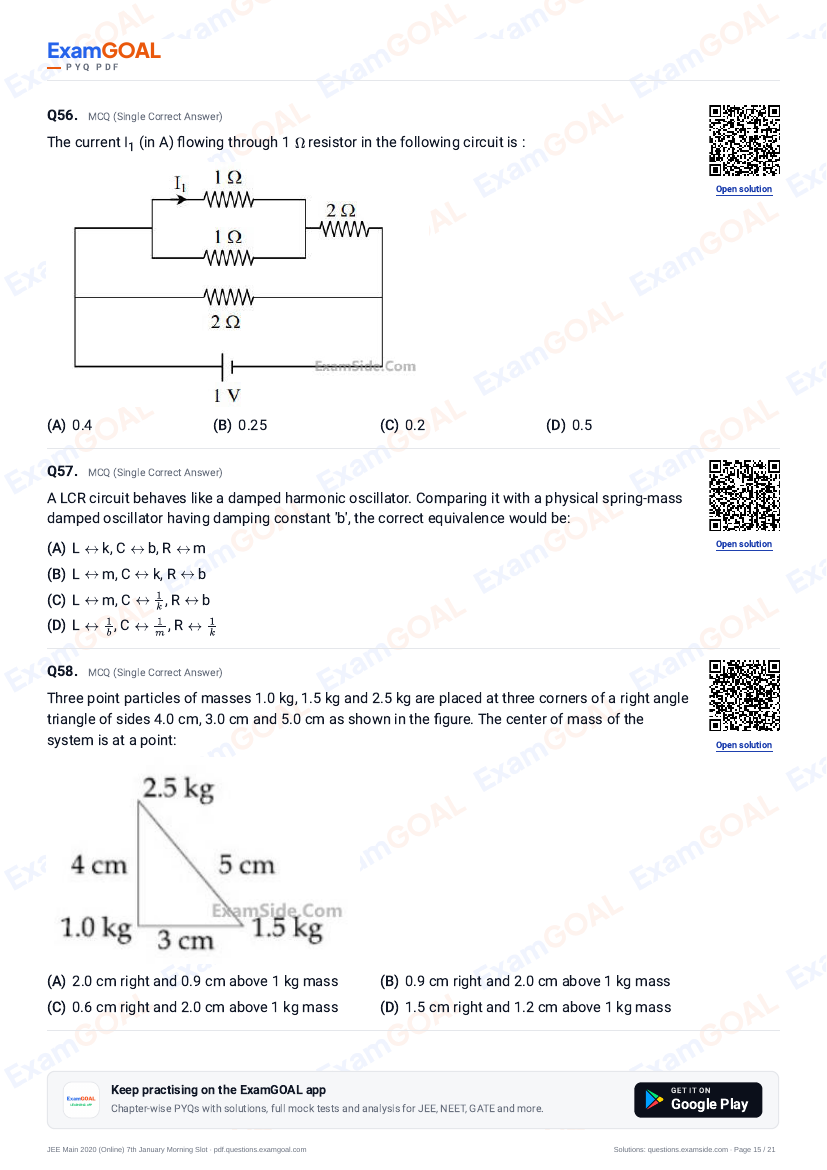 ExamGOAL
PYQ PDF
Q56. MCQ (Single Correct Answer)
The current I₁ (in A) flowing through 1 Ω resistor in the following circuit is :
Open solution
I₁
1 Ω
2 Ω
1 Ω
2 Ω
ExamSide.Com
1 V
(A) 0.4 (B) 0.25 (C) 0.2 (D) 0.5
Q57. MCQ (Single Correct Answer)
A LCR circuit behaves like a damped harmonic oscillator. Comparing it with a physical spring-mass
damped oscillator having damping constant 'b', the correct equivalence would be:
Open solution
(A) L ↔ k, C ↔ b, R ↔ m
(B) L ↔ m, C ↔ k, R ↔ b
(C) L ↔ m, C ↔ 1/k, R ↔ b
(D) L ↔ 1/b, C ↔ 1/m, R ↔ 1/k
Q58. MCQ (Single Correct Answer)
Three point particles of masses 1.0 kg, 1.5 kg and 2.5 kg are placed at three corners of a right angle
triangle of sides 4.0 cm, 3.0 cm and 5.0 cm as shown in the figure. The center of mass of the
system is at a point:
Open solution
2.5 kg
4 cm
5 cm
ExamSide.Com
1.0 kg
3 cm
1.5 kg
(A) 2.0 cm right and 0.9 cm above 1 kg mass (B) 0.9 cm right and 2.0 cm above 1 kg mass
(C) 0.6 cm right and 2.0 cm above 1 kg mass (D) 1.5 cm right and 1.2 cm above 1 kg mass
ExamGOAL
Keep practising on the ExamGOAL app
Chapter-wise PYQs with solutions, full mock tests and analysis for JEE, NEET, GATE and more.
GET IT ON
Google Play
JEE Main 2020 (Online) 7th January Morning Slot · pdf.questions.examgoal.com
Solutions: questions.examside.com · Page 15 / 21